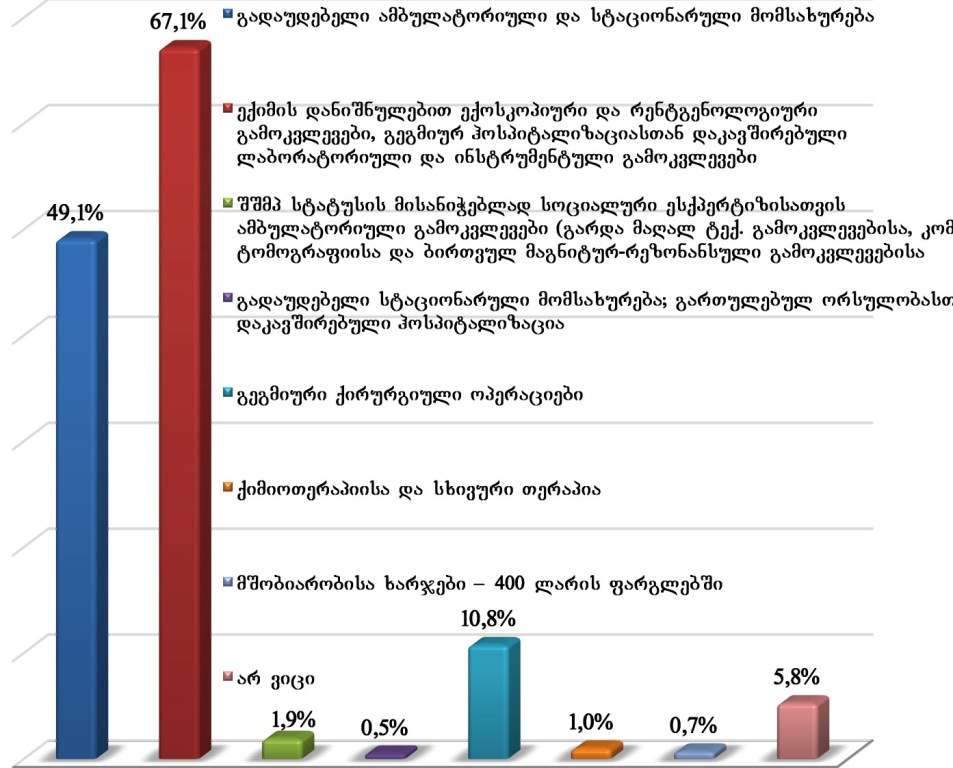 67,1%
გადაუდებელი ამბულატორიული და სტაციონარული მომსახურება
ექიმის დანიშნულებით ექოსკოპიური და რენტგენოლოგიური
გამოკვლევები, გეგმიურ ჰოსპიტალიზაციასთან დაკავშირებული
ლაბორატორიული და ინსტრუმენტული გამოკვლევები
49,1%
შშმპ სტატუსის მისანიჭებლად სოციალური ესქპერტიზისათვის
ამბულატორიული გამოკვლევები (გარდა მაღალ ტექ. გამოკვლევებისა, კომ
ტომოგრაფიისა და ბირთვულ მაგნიტურ-რეზონანსული გამოკვლევებისა
გადაუდებელი სტაციონარული მომსახურება; გართულებულ ორსულობასთ
დაკავშირებული ჰოსპიტალიზაცია
გეგმიური ქირურგიული ოპერაციები
ქიმიოთერაპიისა და სხივური თერაპია
მშობიარობისა ხარჯები – 400 ლარის ფარგლებში
10,8%
არ ვიცი
5,8%
1,9%
0,5%
1,0%
0,7%